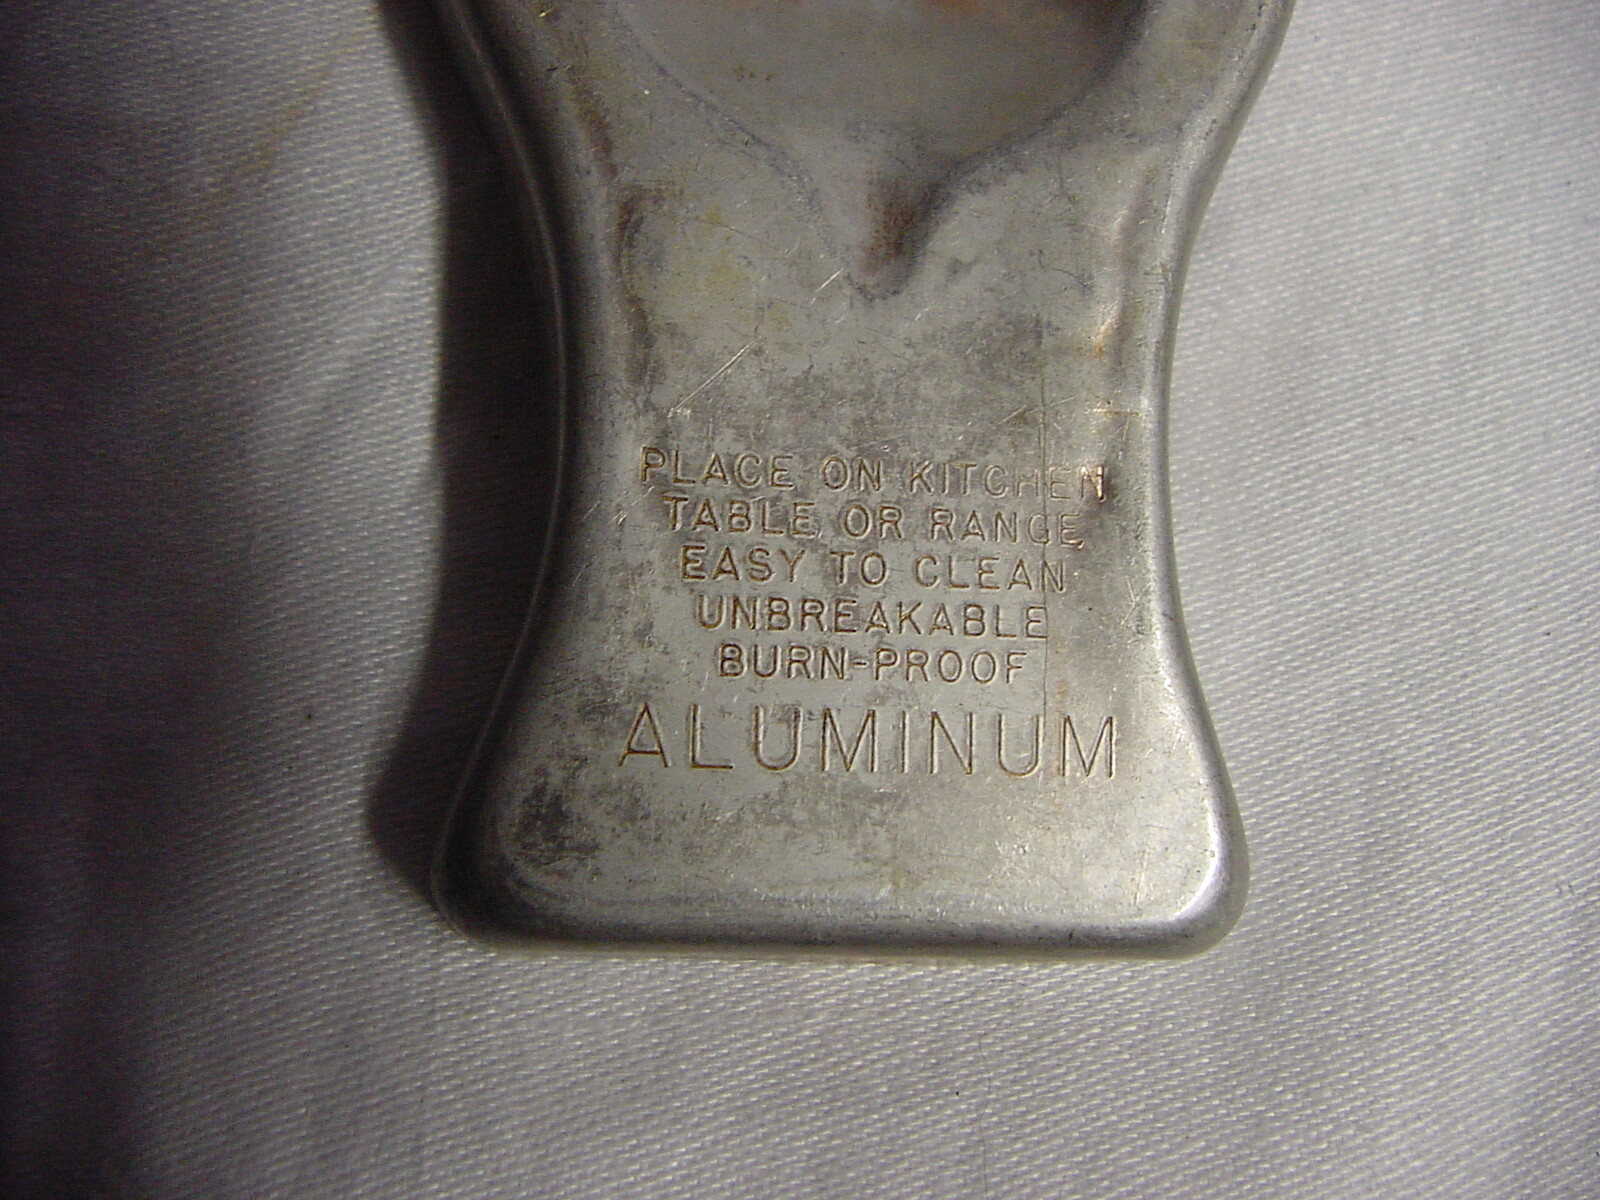 PLACE ON KITCHEN
TABLE OR RANGE
EASY TO CLEAN
UNBREAKABLE
BURN-PROOF
ALUMINUM